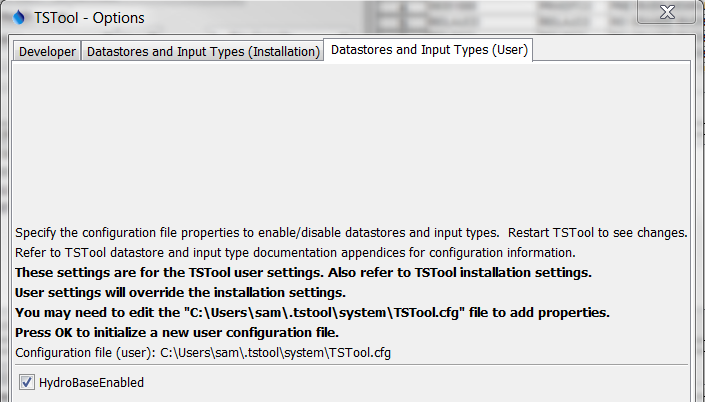 TSTool - Options
Developer
Datastores and Input Types (Installation)
Datastores and Input Types (User)
Specify the configuration file properties to enable/disable datastores and input types.  Restart TSTool to see changes.
Refer to TSTool datastore and input type documentation appendices for configuration information.
These settings are for the TSTool user settings. Also refer to TSTool installation settings.
User settings will override the installation settings.
You may need to edit the "C:\Users\sam\.tstool\system\TSTool.cfg" file to add properties.
Press OK to initialize a new user configuration file.
Configuration file (user): C:\Users\sam\.tstool\system\TSTool.cfg
HydroBaseEnabled